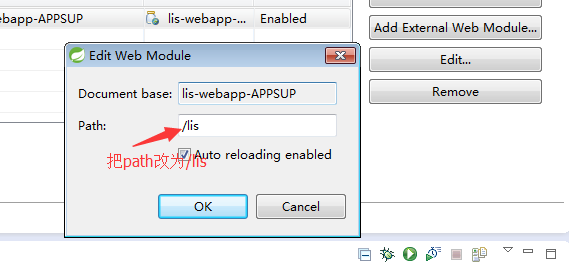 ebapp-APPSUP lis-webapp-... Enabled
Add External Web Module...
Edit...
Remove
Edit Web Module
Document base: lis-webapp-APPSUP
Path: /lis
把path改为/lis
Auto reloading enabled
OK Cancel